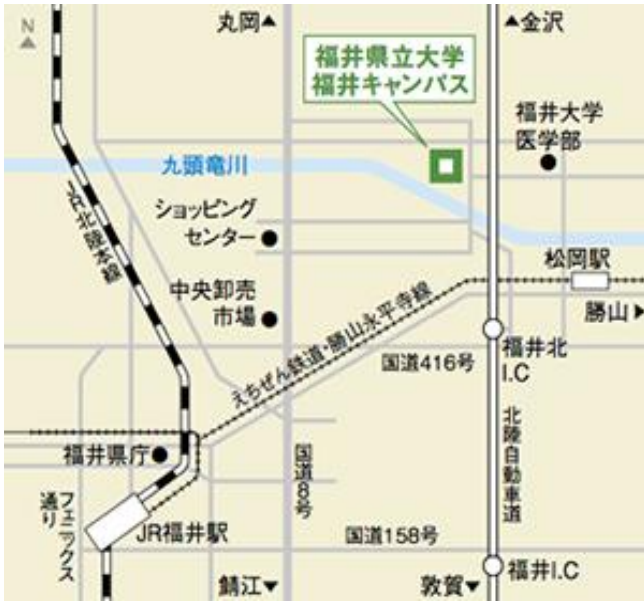 N
丸岡▲
▲金沢
福井県立大学
福井キャンパス
福井大学
医学部
九頭竜川
JR北陸本線
ショッピング
センター
松岡駅
中央卸売
市場
勝山▶
えちぜん鉄道・勝山永平寺線
福井北
I.C
国道416号
北陸自動車道
福井県庁
国道8号
フェニックス
通り
JR福井駅
国道158号
福井I.C
鯖江▼
敦賀▼